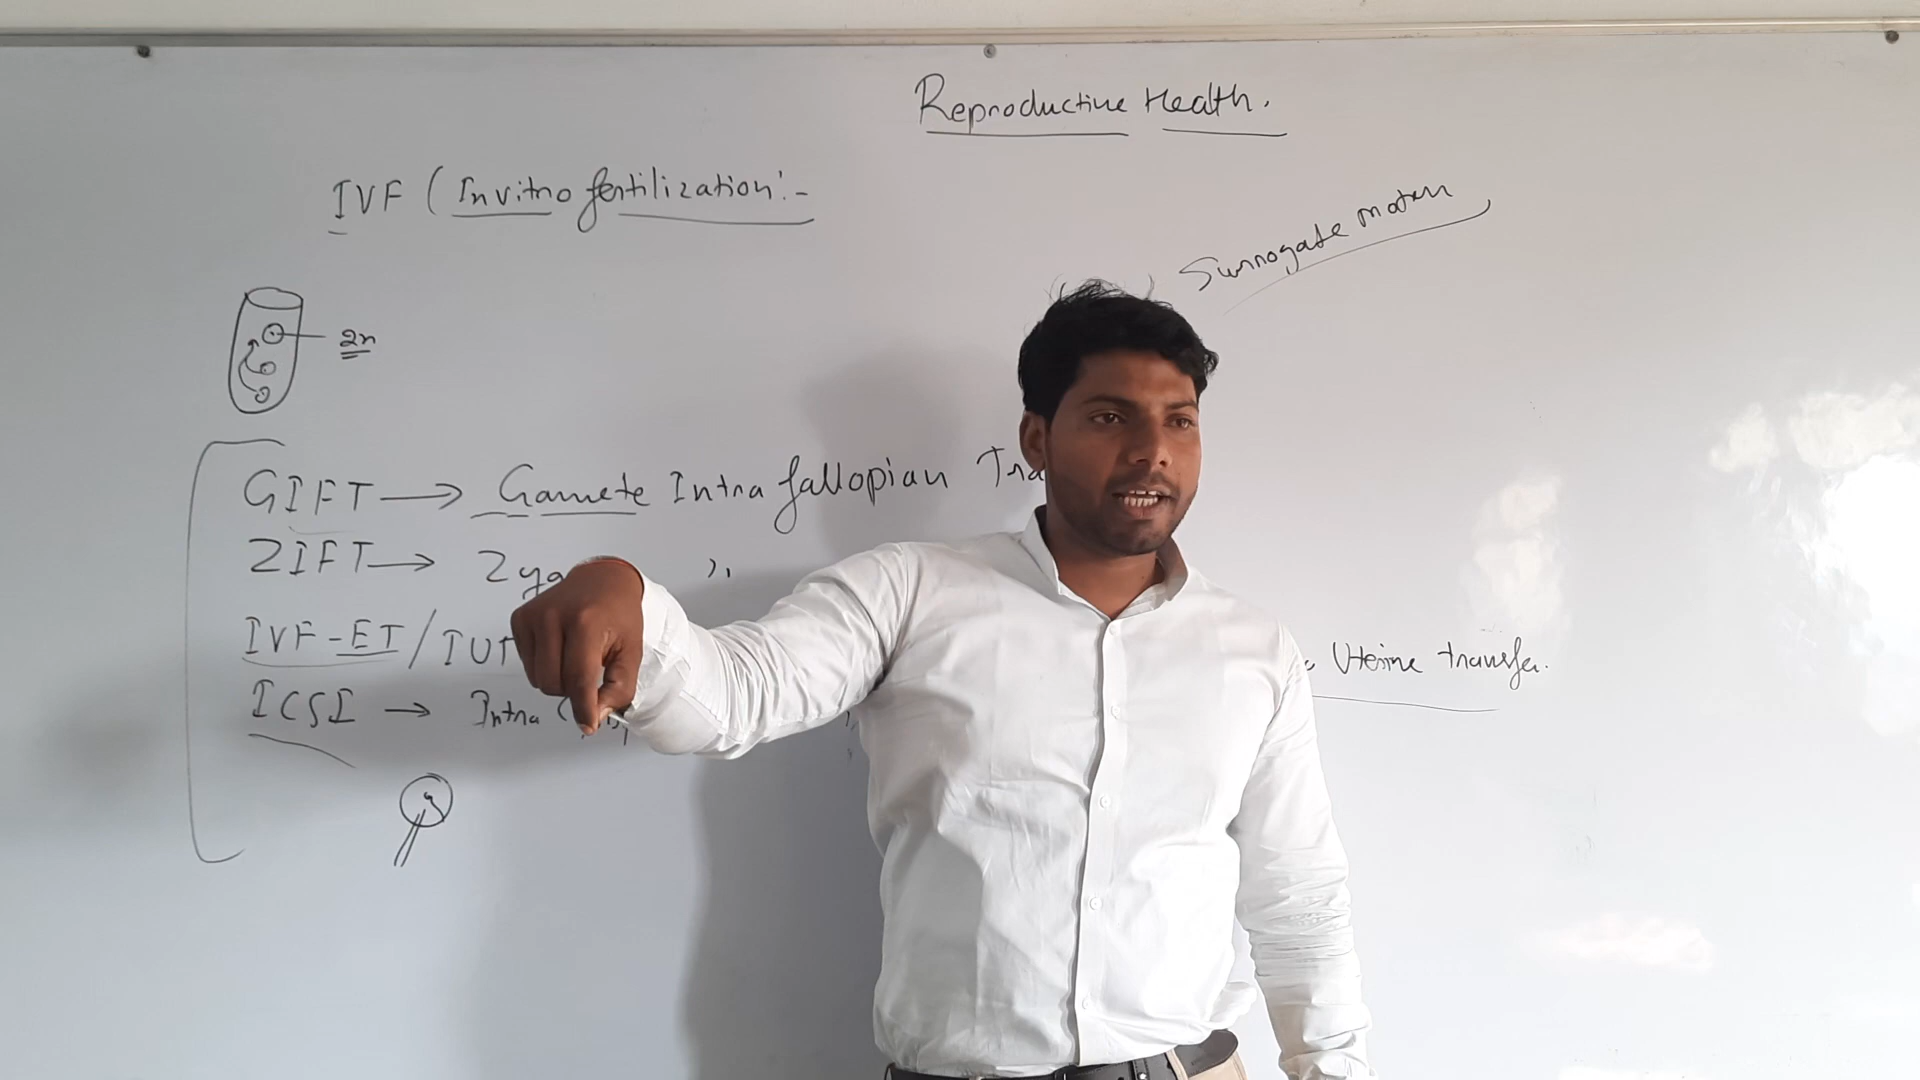 Reproductive Health.
IVF (Invitro fertilization:-
Surrogate
2n
GIFT → Gamete Intra fallopian Tra
ZIFT → Zyg ,,
IVF-ET/IUT Uterine transfer.
ICSI → Intra